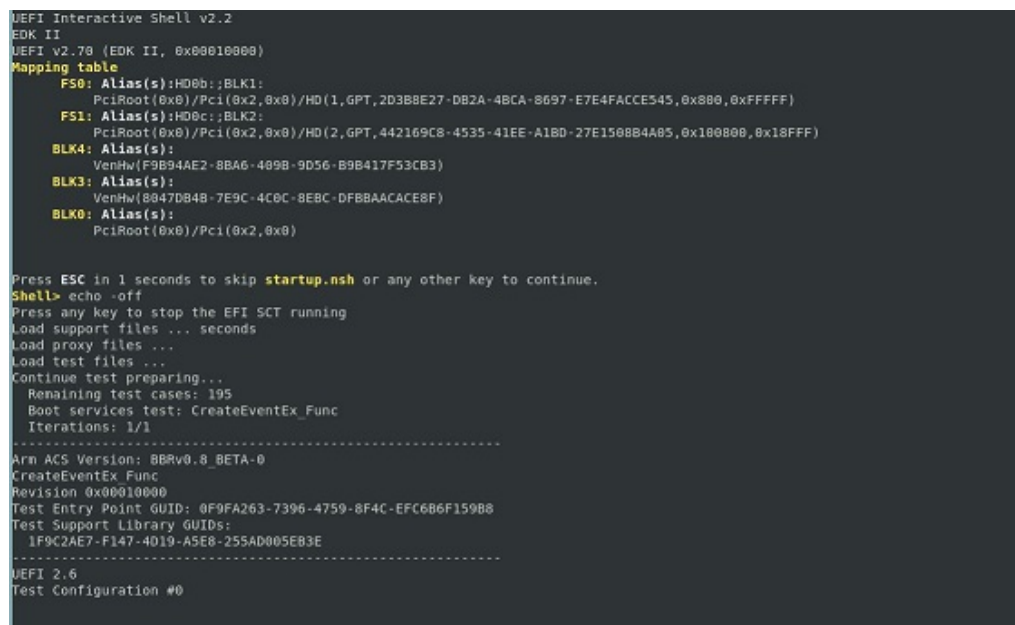 UEFI Interactive Shell v2.2
EDK II
UEFI v2.70 (EDK II, 0x00010000)
Mapping table
FS0: Alias(s):HD0b:;BLK1:
PciRoot(0x0)/Pci(0x2,0x0)/HD(1,GPT,2D3B8E27-DB2A-4BCA-8697-E7E4FACCE545,0x800,0xFFFFF)
FS1: Alias(s):HD0c:;BLK2:
PciRoot(0x0)/Pci(0x2,0x0)/HD(2,GPT,442169C8-4535-41EE-A1BD-27E1508B4A05,0x100800,0x18FFF)
BLK4: Alias(s):
VenHw(F9B94AE2-8BA6-409B-9D56-B9B417F53CB3)
BLK3: Alias(s):
VenHw(8047DB4B-7E9C-4C0C-8EBC-DFBBAACACE8F)
BLK0: Alias(s):
PciRoot(0x0)/Pci(0x2,0x0)
Press ESC in 1 seconds to skip startup.nsh or any other key to continue.
Shell> echo -off
Press any key to stop the EFI SCT running
Load support files ... seconds
Load proxy files ...
Load test files ...
Continue test preparing...
Remaining test cases: 195
Boot services test: CreateEventEx_Func
Iterations: 1/1
------------------------------------------------------------
Arm ACS Version: BBRv0.8_BETA-0
CreateEventEx_Func
Revision 0x00010000
Test Entry Point GUID: 0F9FA263-7396-4759-8F4C-EFC6B6F159B8
Test Support Library GUIDs:
1F9C2AE7-F147-4D19-A5E8-255AD005EB3E
------------------------------------------------------------
UEFI 2.6
Test Configuration #0